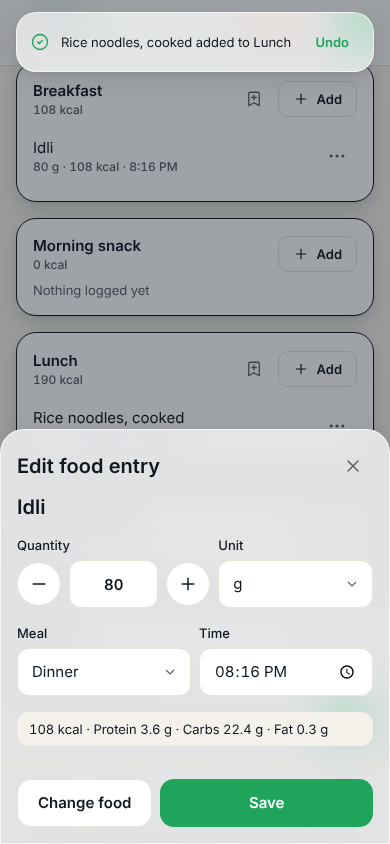 Rice noodles, cooked added to Lunch Undo
Breakfast
108 kcal
Add
Idli
80 g · 108 kcal · 8:16 PM
Morning snack
0 kcal
Add
Nothing logged yet
Lunch
190 kcal
Add
Rice noodles, cooked
Edit food entry
Idli
Quantity Unit
80 g
Meal Time
Dinner 08:16 PM
108 kcal · Protein 3.6 g · Carbs 22.4 g · Fat 0.3 g
Change food Save